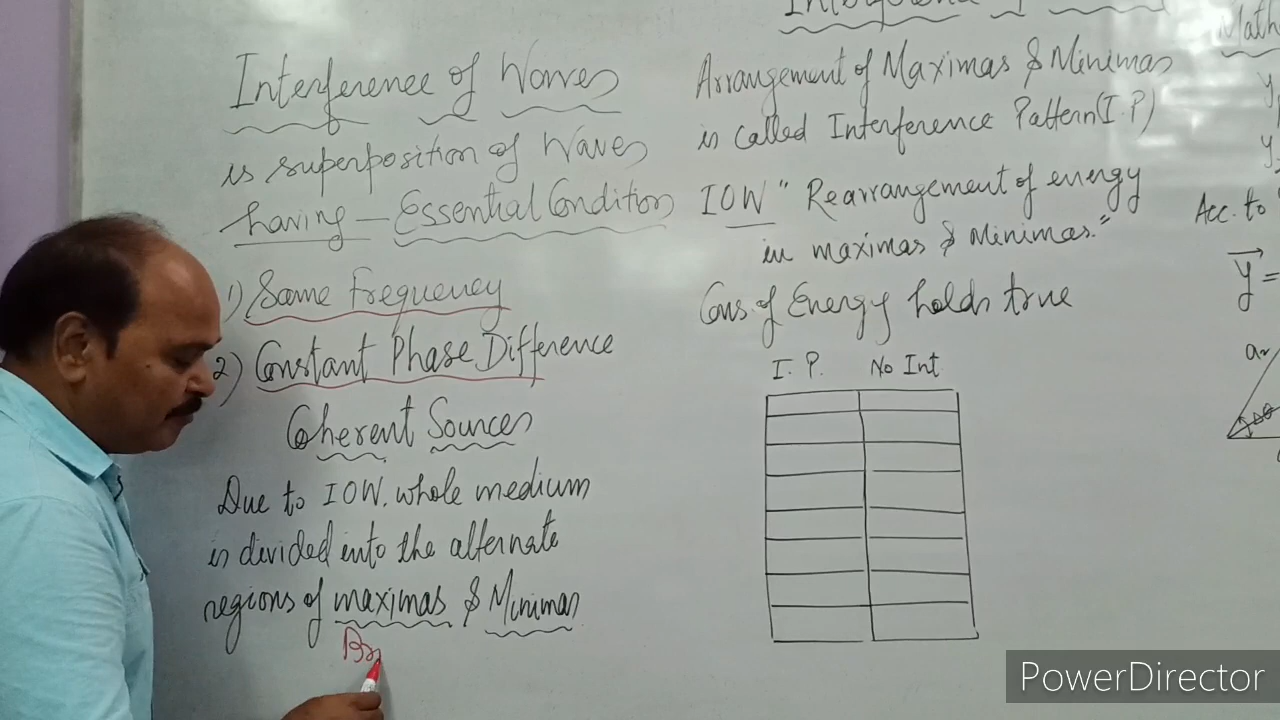 Interference of Waves
is superposition of Waves
having — Essential Condition
1) Same Frequency
2) Constant Phase Difference
Coherent Sources
Due to IOW. whole medium
is divided into the alternate
regions of maximas & Minimas
Br
Arrangement of Maximas & Minimas
is called Interference Pattern (I.P)
IOW " Rearrangement of energy
in maximas & Minimas."
Cons. of Energy holds true
I. P. No Int
Math
y
y
Acc. to
y =
a
PowerDirector